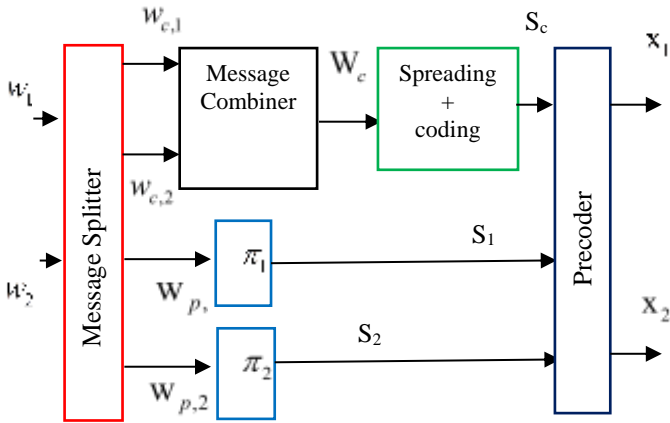 w_{c,1}
S_c
x_1
Message Combiner
W_c
Spreading + coding
w_1
w_{c,2}
Message Splitter
Precoder
S_1
π_1
w_2
W_{p,
S_2
x_2
π_2
W_{p,2}